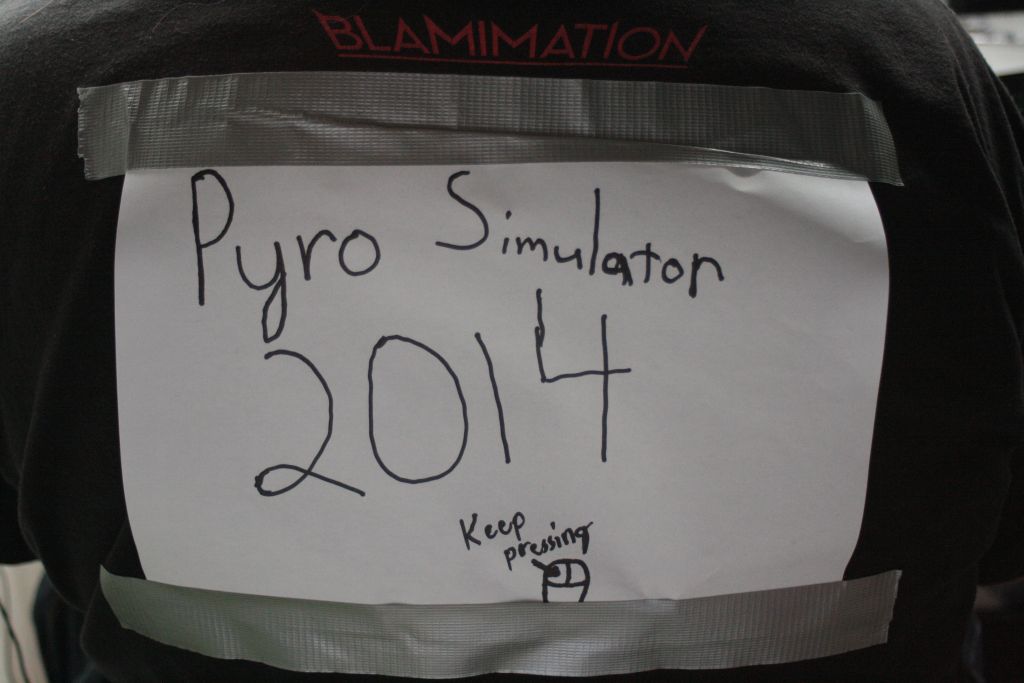 BLAMIMATION
Pyro Simulator
2014
Keep
pressing